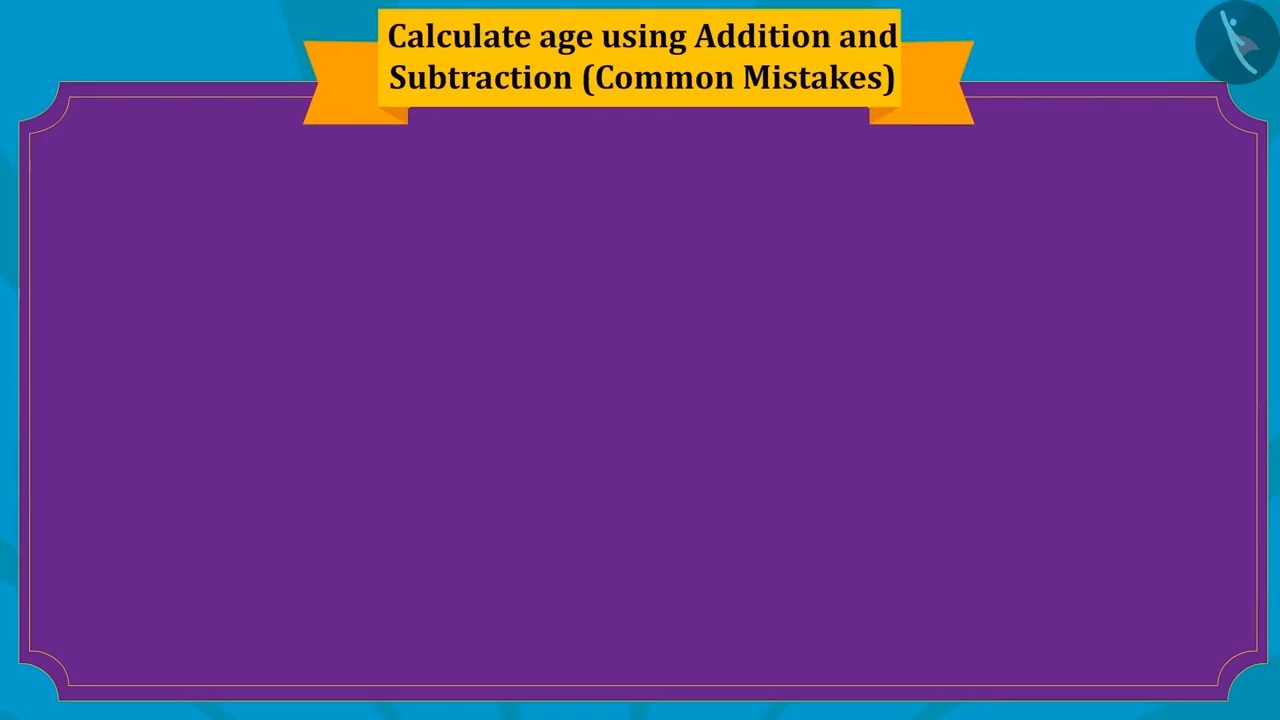 Calculate age using Addition and
Subtraction (Common Mistakes)